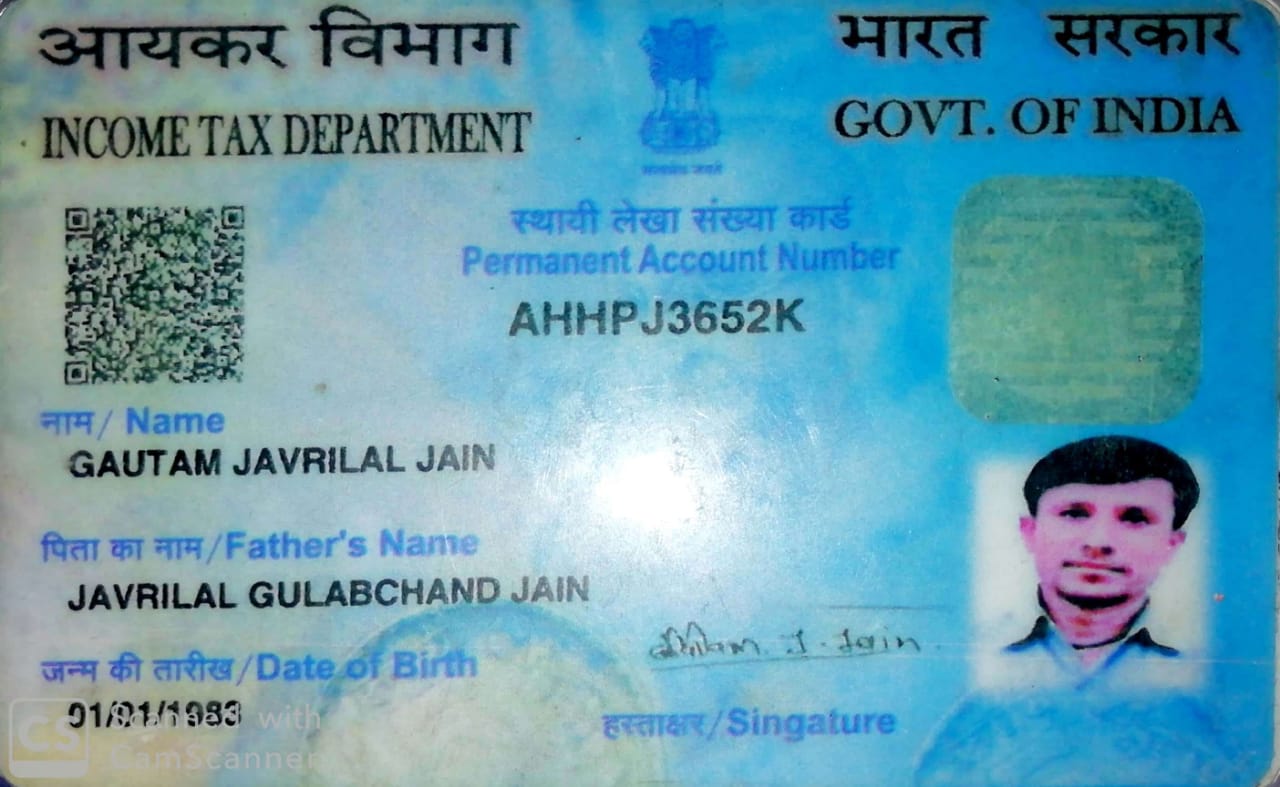 आयकर विभाग
INCOME TAX DEPARTMENT
भारत सरकार
GOVT. OF INDIA
सत्यमेव जयते
स्थायी लेखा संख्या कार्ड
Permanent Account Number
AHHPJ3652K
नाम / Name
GAUTAM JAVRILAL JAIN
पिता का नाम/Father's Name
JAVRILAL GULABCHAND JAIN
जन्म की तारीख/Date of Birth
01/01/1983
J. Jain
हस्ताक्षर/Singature
CS Scanned with
CamScanner